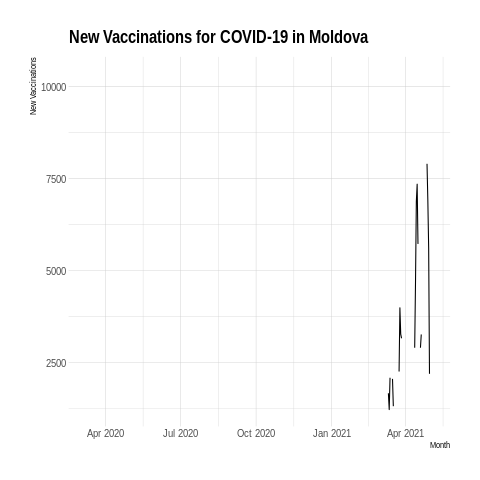 New Vaccinations for COVID-19 in Moldova
New Vaccinations
10000
7500
5000
2500
Apr 2020 Jul 2020 Oct 2020 Jan 2021 Apr 2021
Month